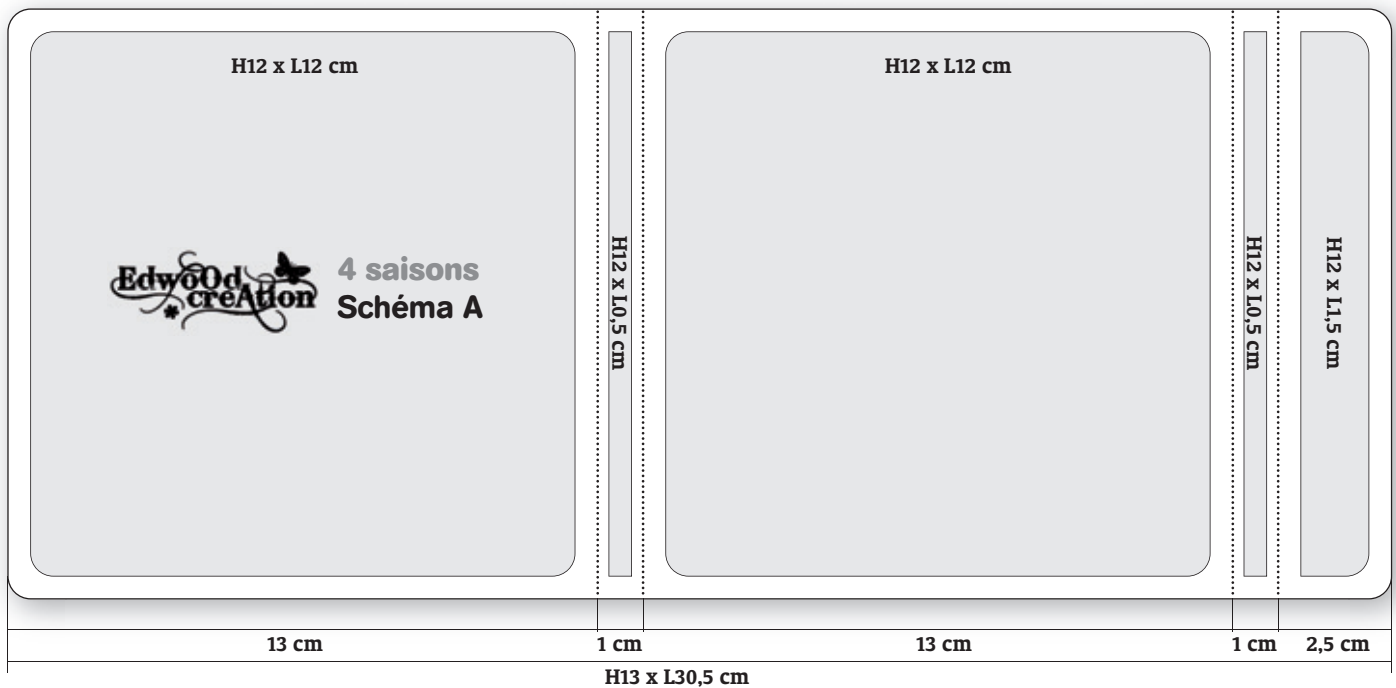 H12 x L12 cm
H12 x L12 cm
EdwoOd
creAtion
4 saisons
Schéma A
H12 x L0,5 cm
H12 x L0,5 cm
H12 x L1,5 cm
13 cm
1 cm
13 cm
1 cm
2,5 cm
H13 x L30,5 cm